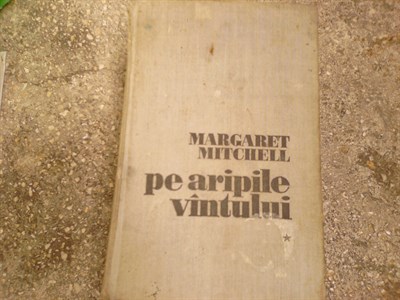 MARGARET
MITCHELL
pe aripile
vîntului
*